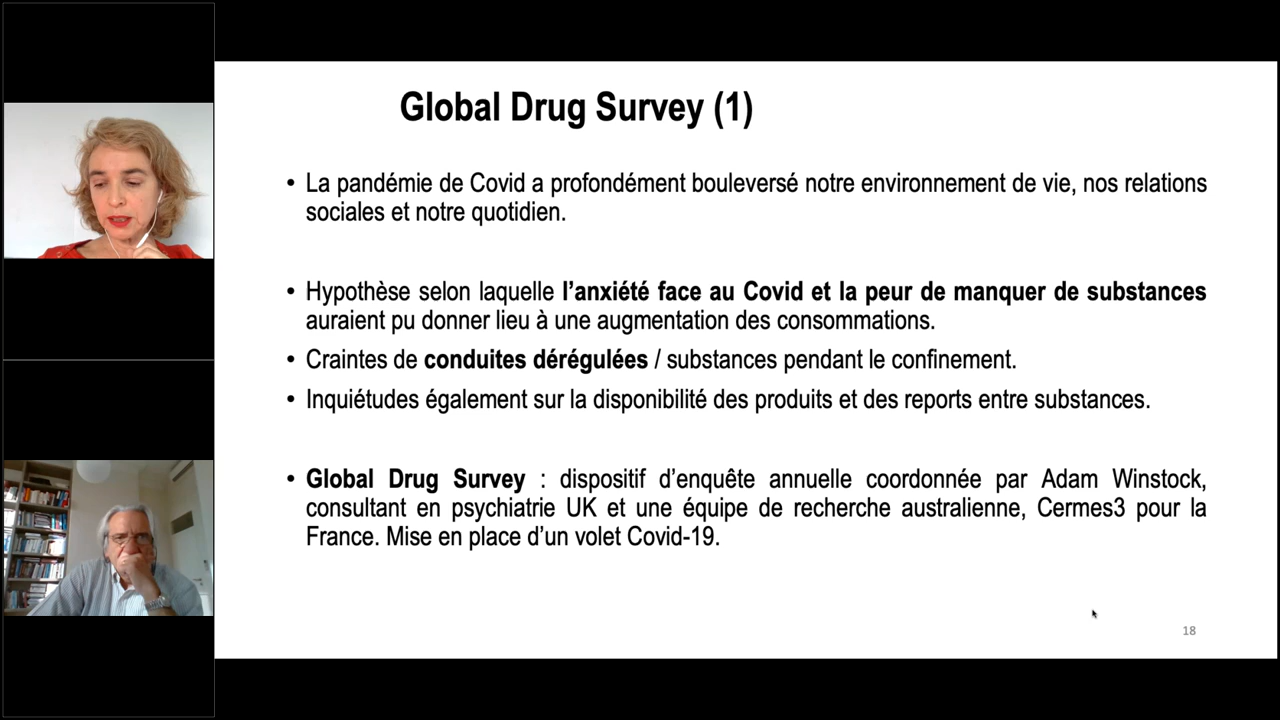 Global Drug Survey (1)
• La pandémie de Covid a profondément bouleversé notre environnement de vie, nos relations
sociales et notre quotidien.
• Hypothèse selon laquelle l’anxiété face au Covid et la peur de manquer de substances
auraient pu donner lieu à une augmentation des consommations.
• Craintes de conduites dérégulées / substances pendant le confinement.
• Inquiétudes également sur la disponibilité des produits et des reports entre substances.
• Global Drug Survey : dispositif d’enquête annuelle coordonnée par Adam Winstock,
consultant en psychiatrie UK et une équipe de recherche australienne, Cermes3 pour la
France. Mise en place d’un volet Covid-19.
18